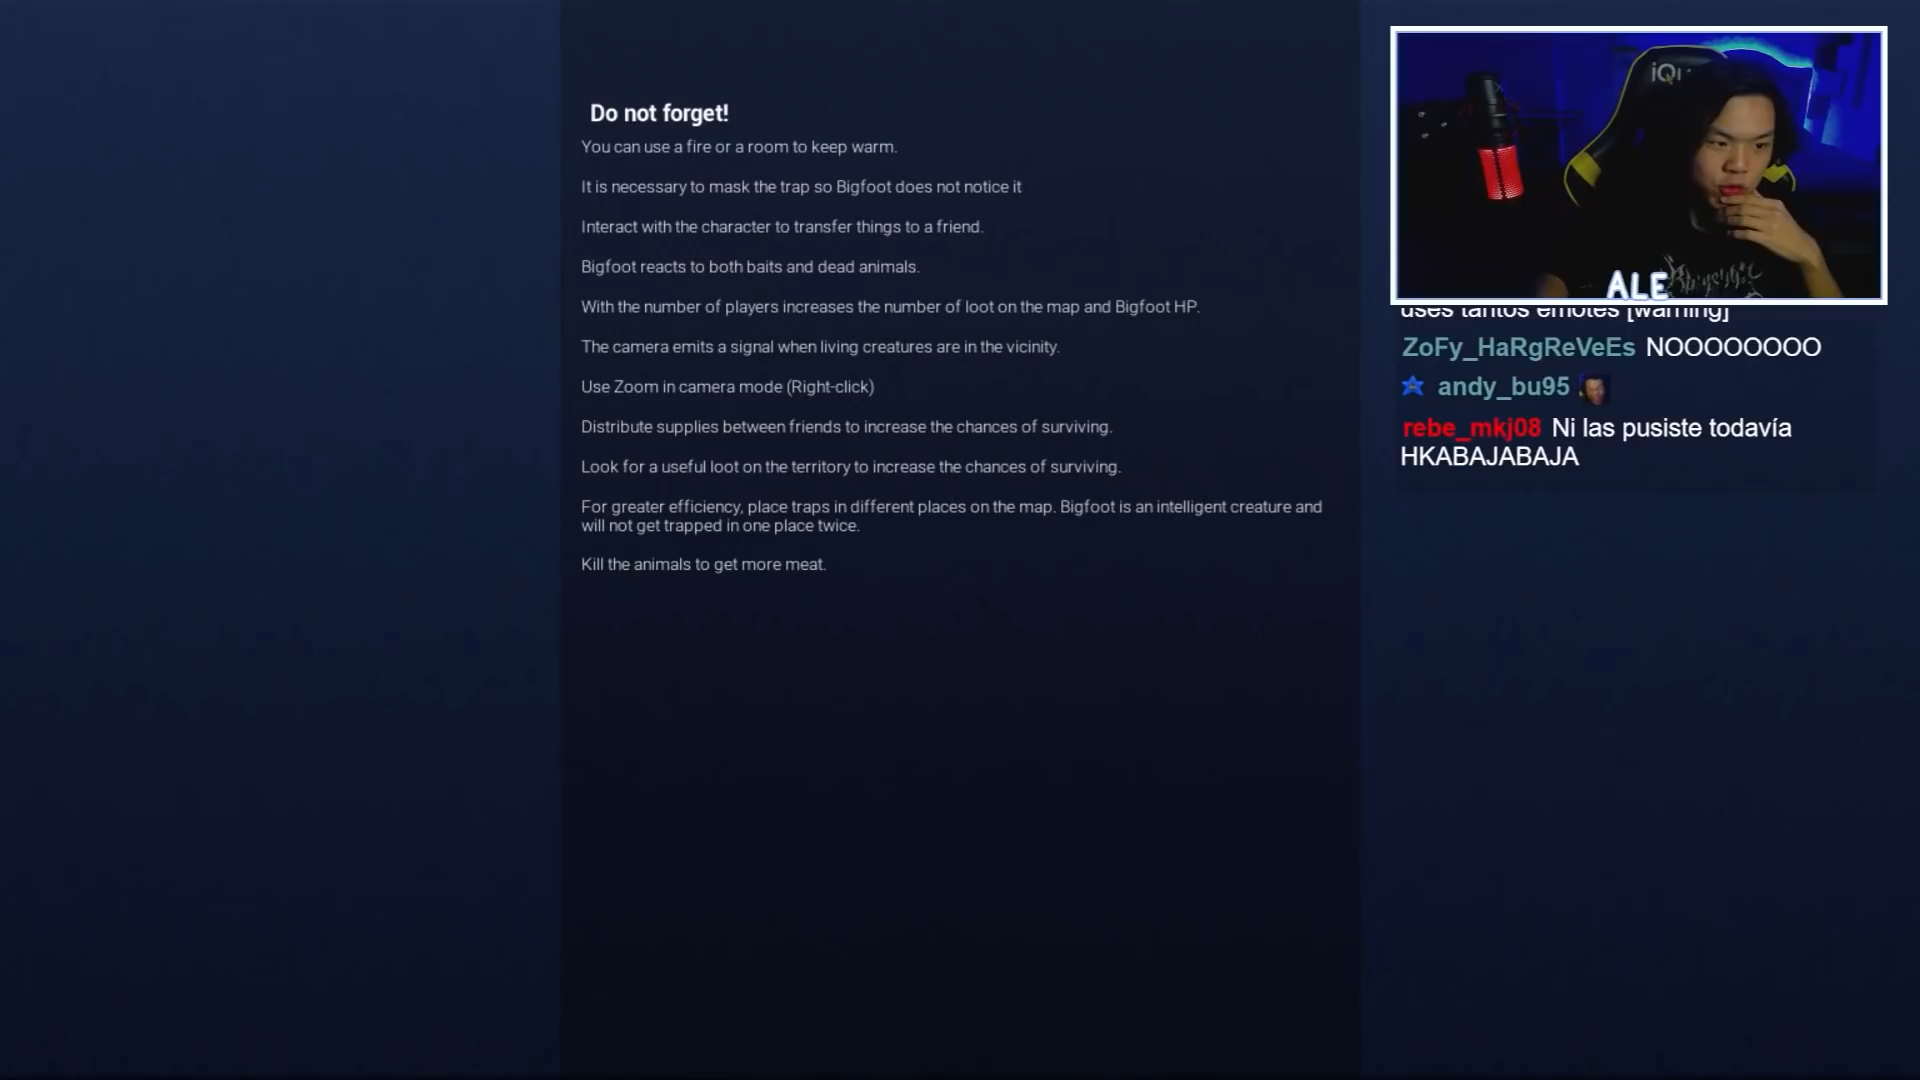 Do not forget!
You can use a fire or a room to keep warm.
It is necessary to mask the trap so Bigfoot does not notice it
Interact with the character to transfer things to a friend.
Bigfoot reacts to both baits and dead animals.
With the number of players increases the number of loot on the map and Bigfoot HP.
The camera emits a signal when living creatures are in the vicinity.
Use Zoom in camera mode (Right-click)
Distribute supplies between friends to increase the chances of surviving.
Look for a useful loot on the territory to increase the chances of surviving.
For greater efficiency, place traps in different places on the map. Bigfoot is an intelligent creature and
will not get trapped in one place twice.
Kill the animals to get more meat.
ALE
uses tantos emotes [warning]
ZoFy_HaRgReVeEs NOOOOOOOO
andy_bu95
rebe_mkj08 Ni las pusiste todavía
HKABAJABAJA